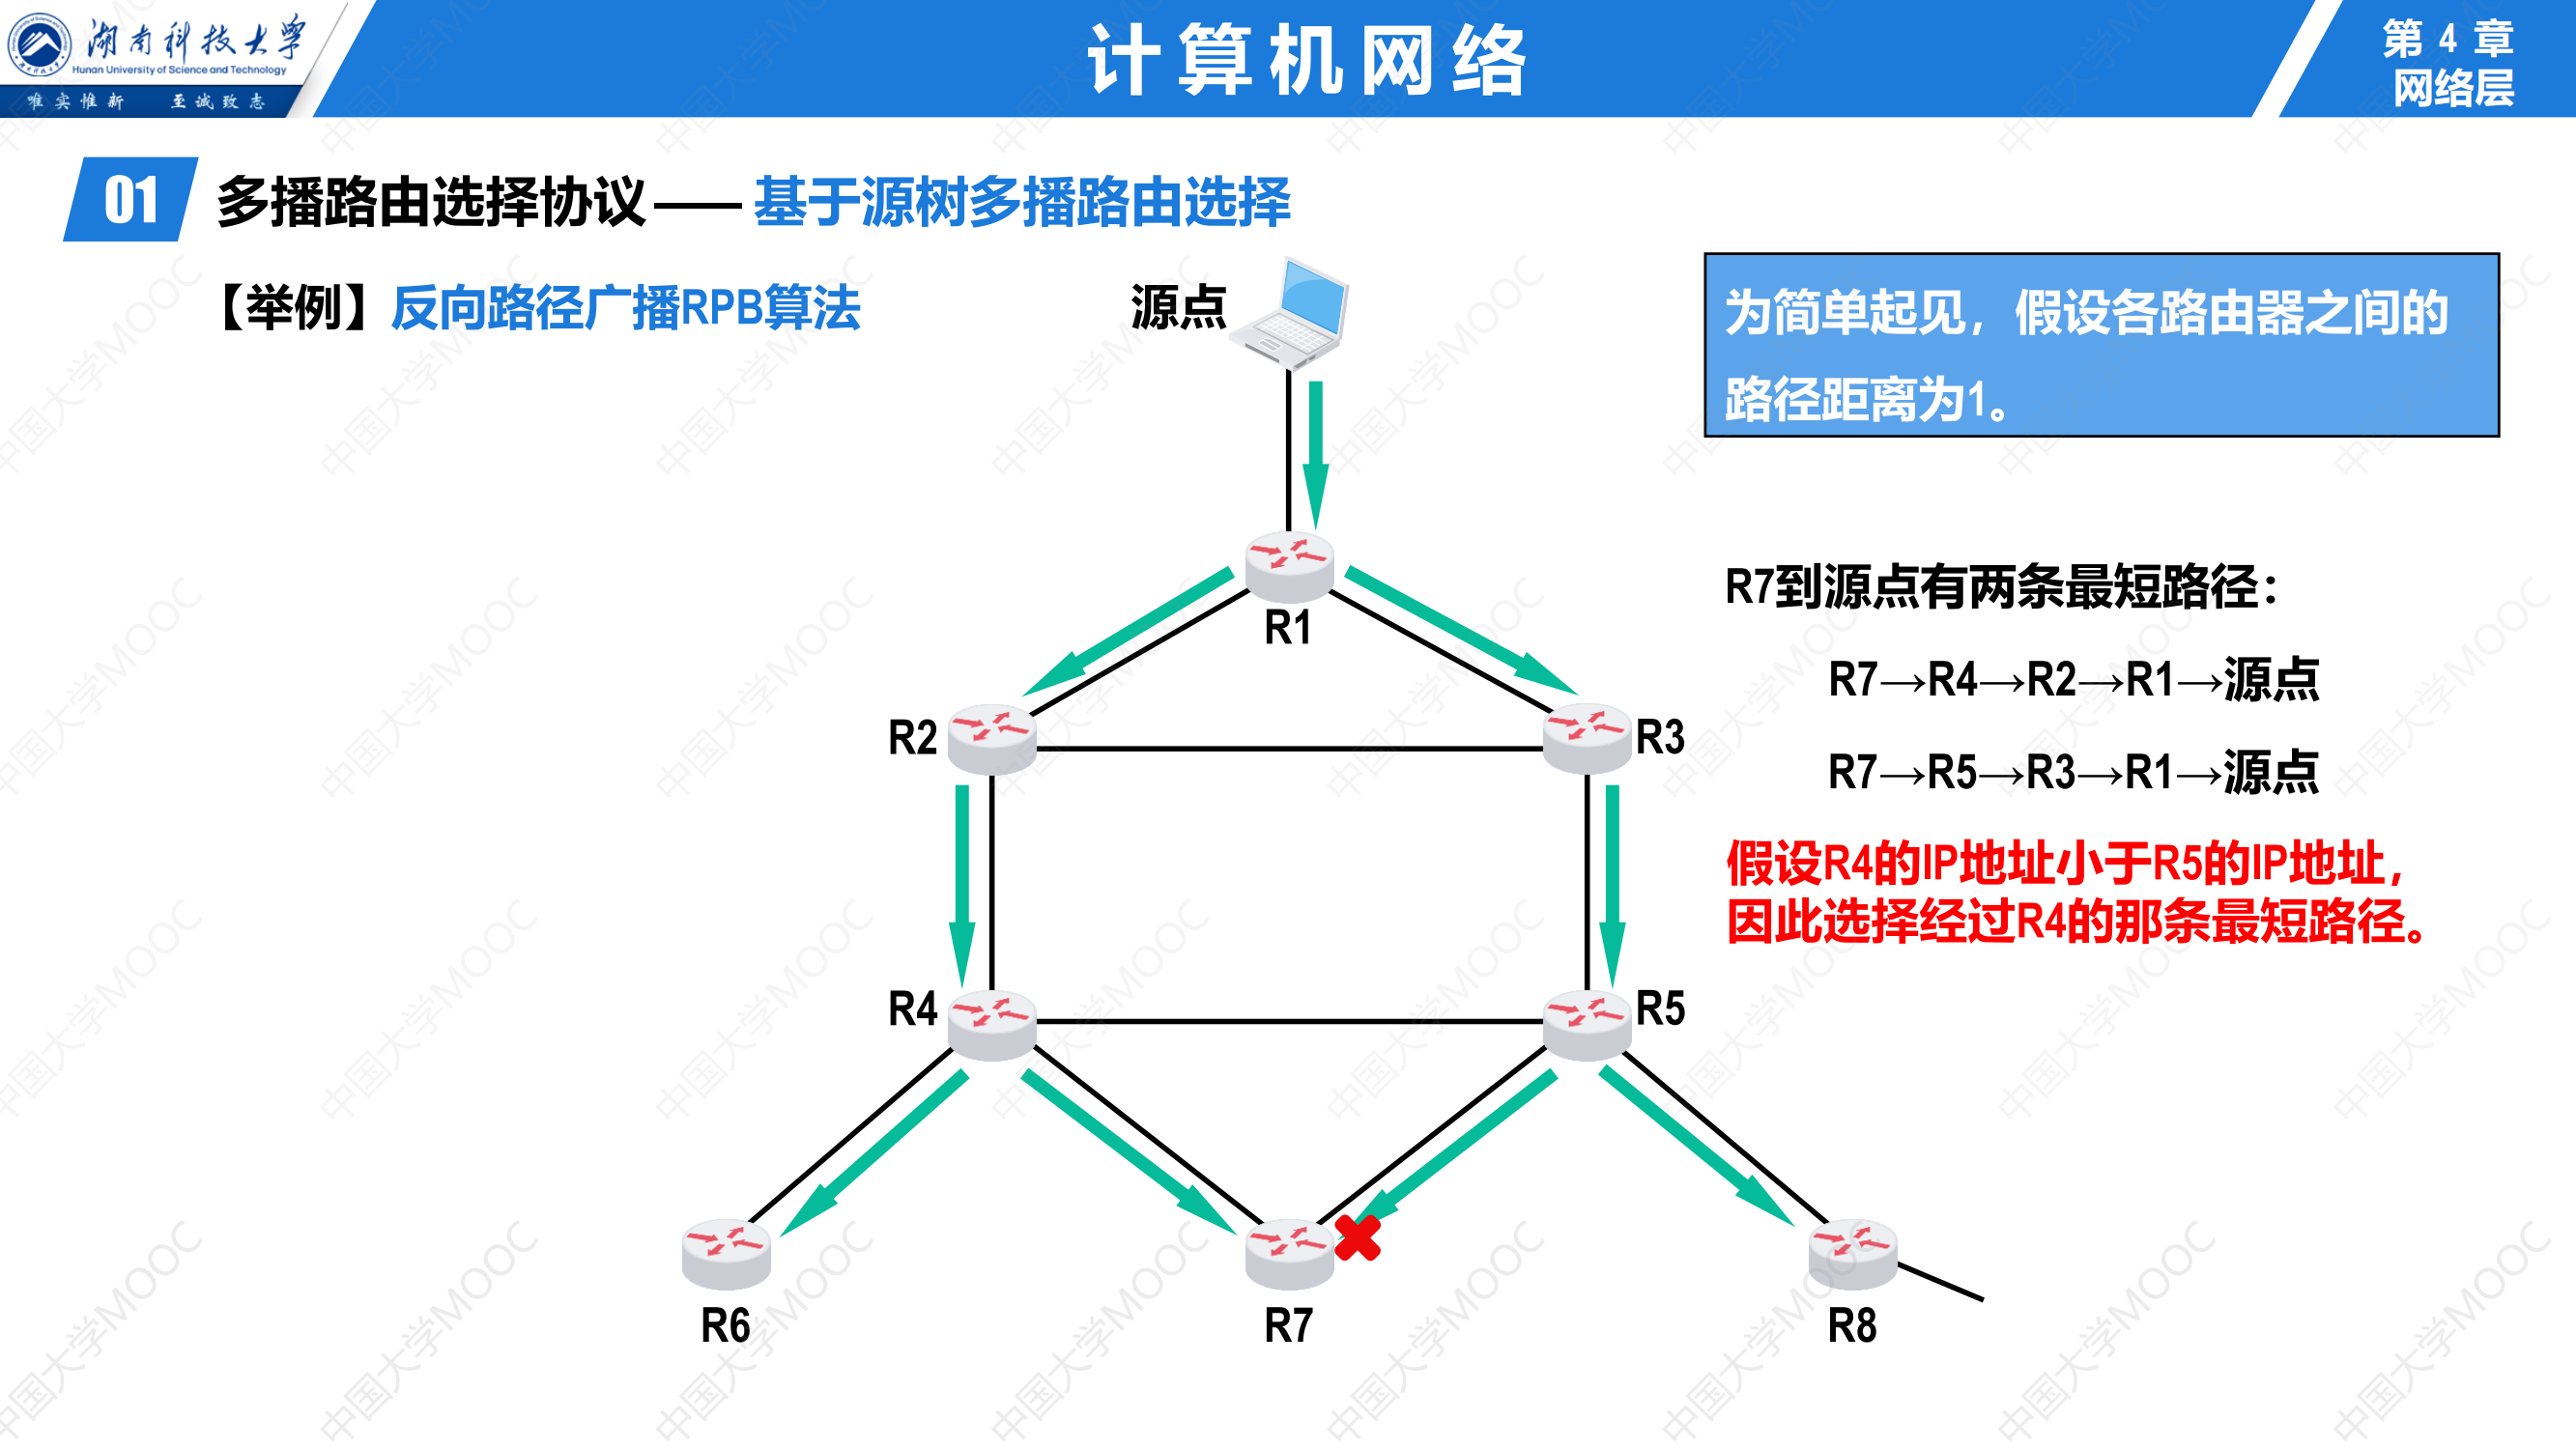 湖南科技大学
Hunan University of Science and Technology
唯实惟新 至诚致志
计算机网络
第 4 章
网络层
01 多播路由选择协议——基于源树多播路由选择
【举例】反向路径广播RPB算法
源点
为简单起见，假设各路由器之间的
路径距离为1。
R1
R2
R3
R4
R5
R6
R7
R8
R7到源点有两条最短路径：
R7→R4→R2→R1→源点
R7→R5→R3→R1→源点
假设R4的IP地址小于R5的IP地址，
因此选择经过R4的那条最短路径。
中国大学MOOC